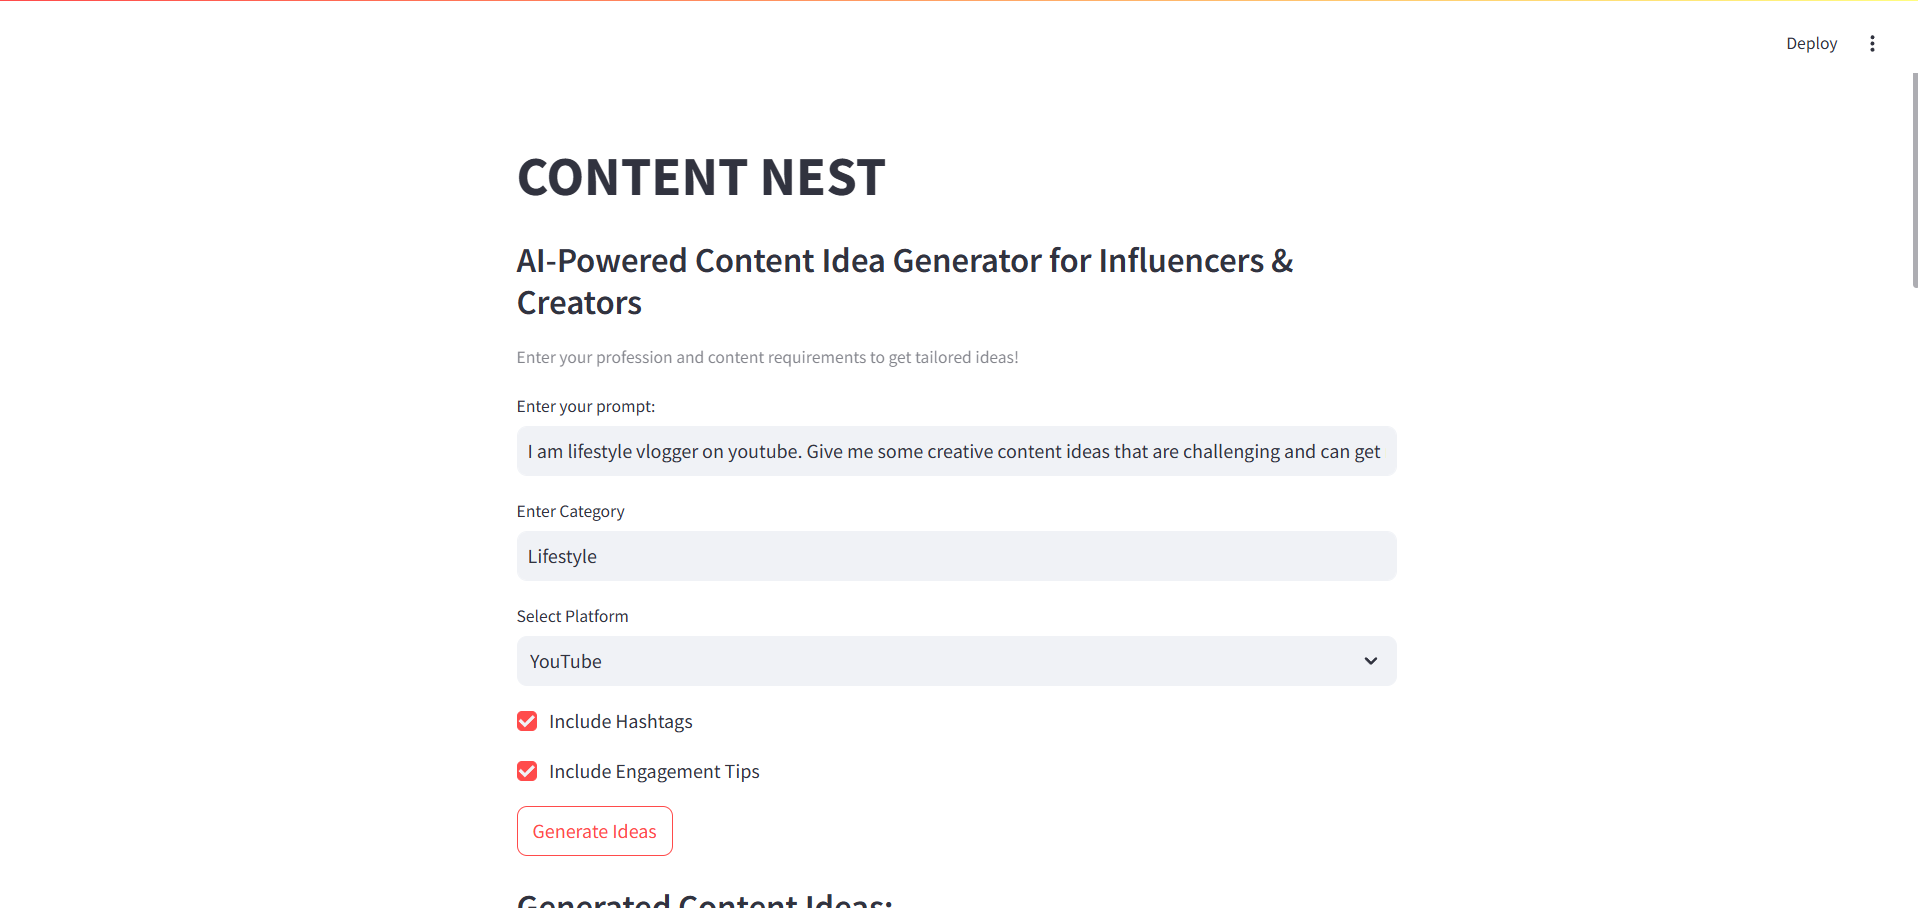 Deploy
CONTENT NEST
AI-Powered Content Idea Generator for Influencers &
Creators
Enter your profession and content requirements to get tailored ideas!
Enter your prompt:
I am lifestyle vlogger on youtube. Give me some creative content ideas that are challenging and can get
Enter Category
Lifestyle
Select Platform
YouTube
Include Hashtags
Include Engagement Tips
Generate Ideas
Generated Content Ideas: